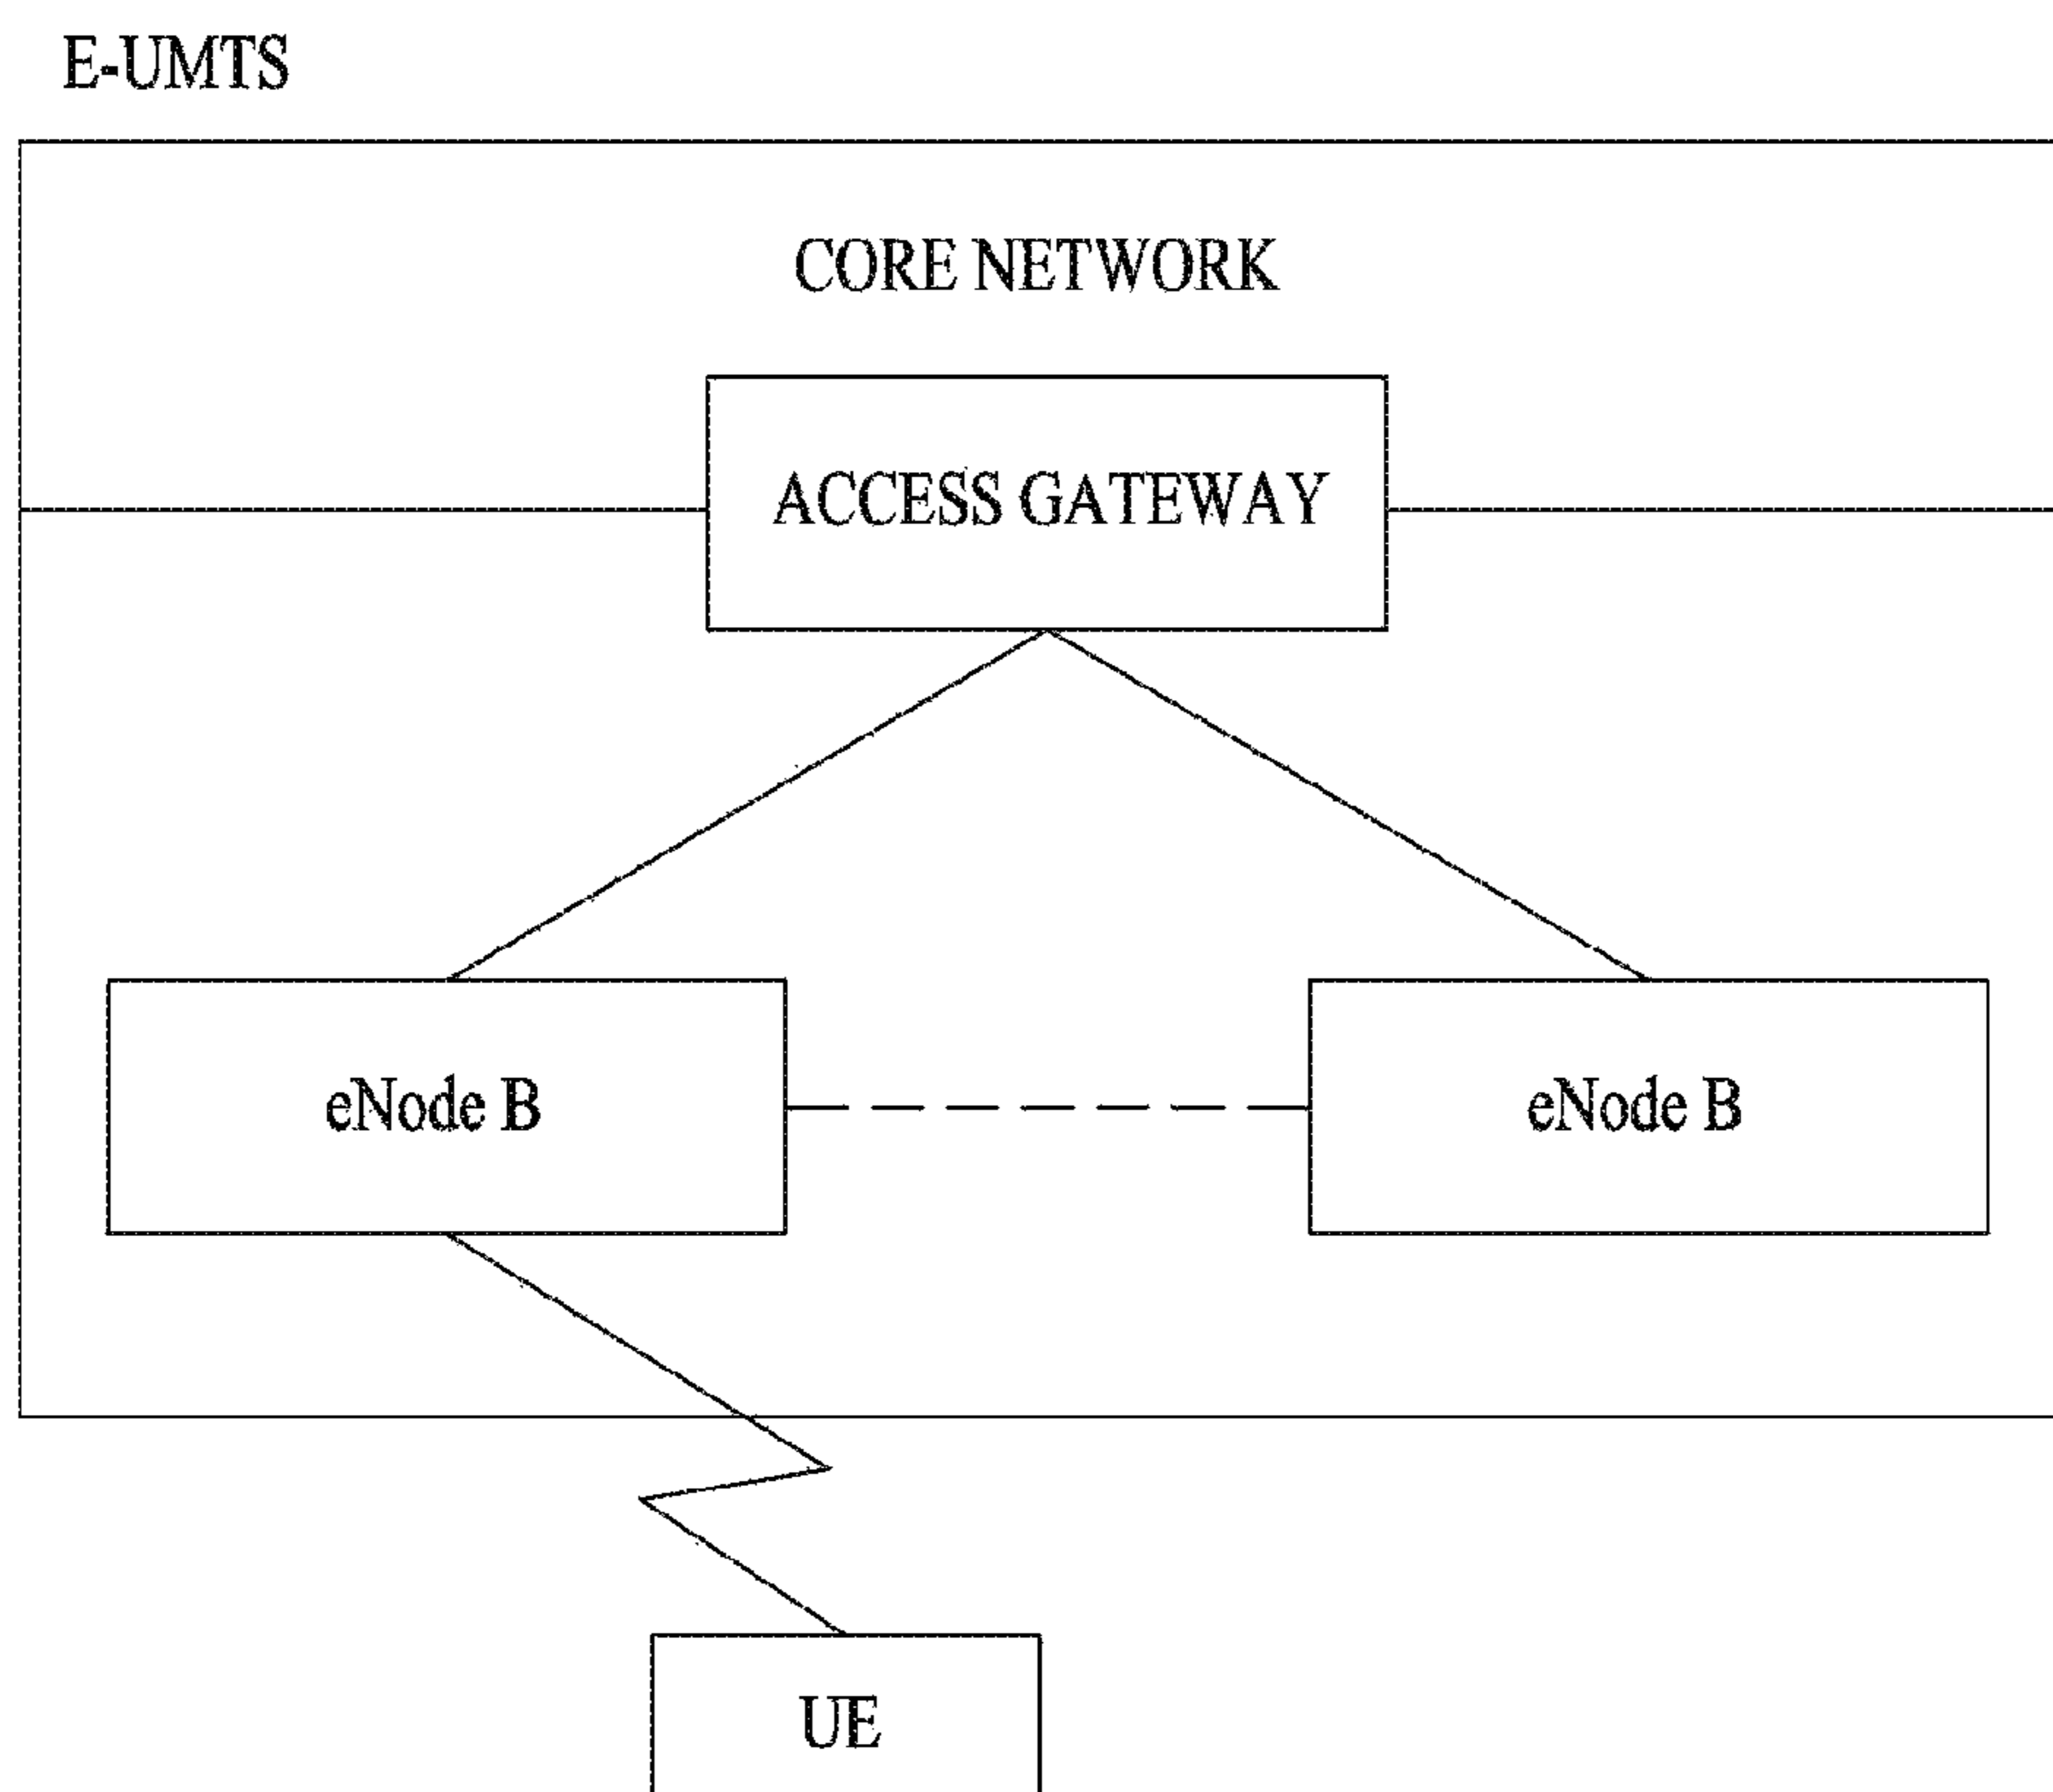 E-UMTS
CORE NETWORK
ACCESS GATEWAY
eNode B
eNode B
UE